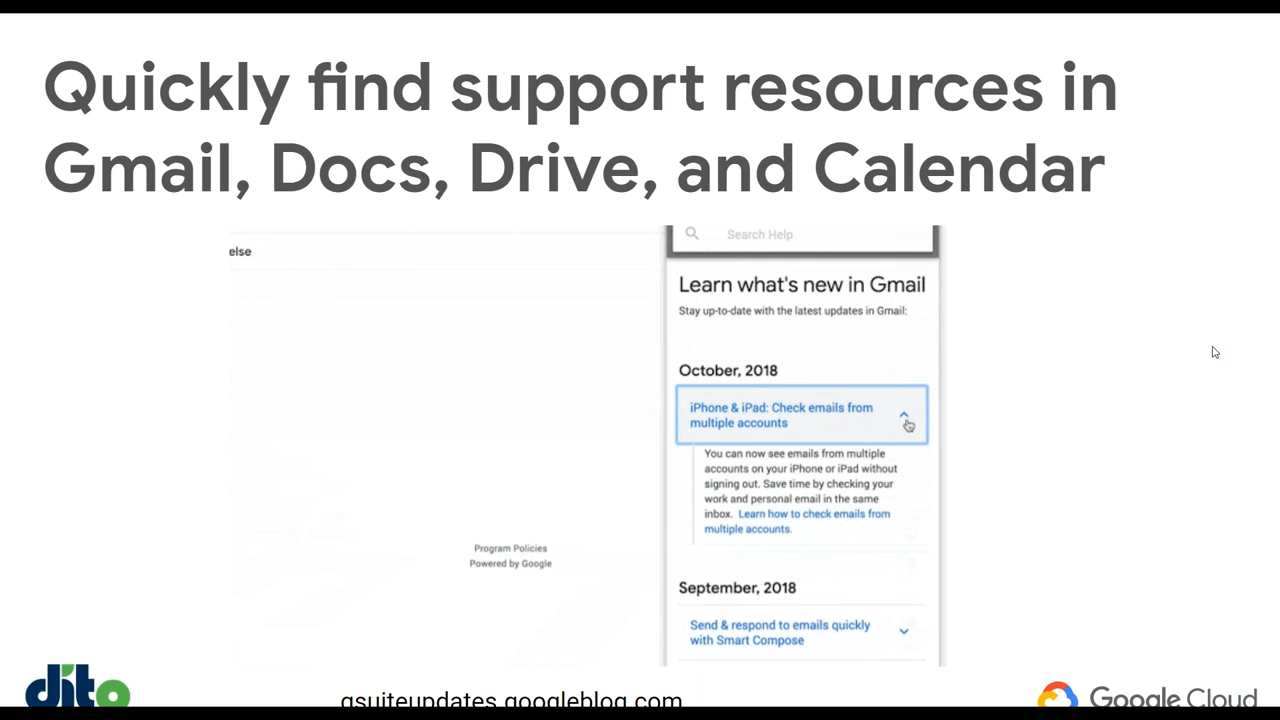 Quickly find support resources in
Gmail, Docs, Drive, and Calendar
else
Search Help
Learn what's new in Gmail
Stay up-to-date with the latest updates in Gmail:
October, 2018
iPhone & iPad: Check emails from
multiple accounts
You can now see emails from multiple
accounts on your iPhone or iPad without
signing out. Save time by checking your
work and personal email in the same
inbox. Learn how to check emails from
multiple accounts.
Program Policies
Powered by Google
September, 2018
Send & respond to emails quickly
with Smart Compose
dito
gsuiteupdates.googleblog.com
Google Cloud